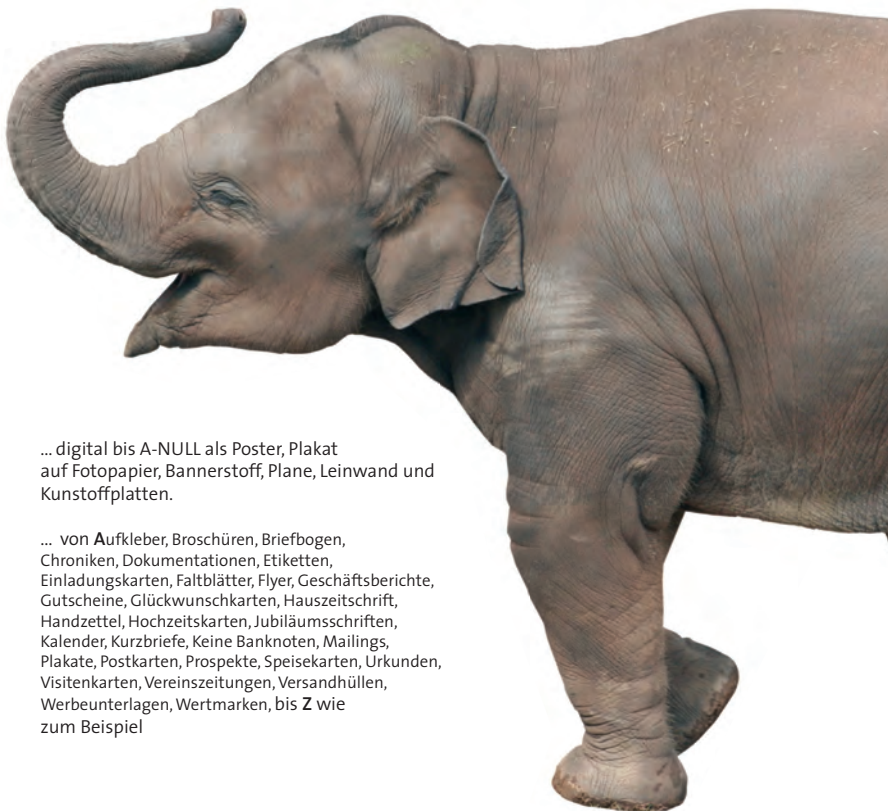 ... digital bis A-NULL als Poster, Plakat
auf Fotopapier, Bannerstoff, Plane, Leinwand und
Kunstoffplatten.
... von Aufkleber, Broschüren, Briefbogen,
Chroniken, Dokumentationen, Etiketten,
Einladungskarten, Faltblätter, Flyer, Geschäftsberichte,
Gutscheine, Glückwunschkarten, Hauszeitschrift,
Handzettel, Hochzeitskarten, Jubiläumsschriften,
Kalender, Kurzbriefe, Keine Banknoten, Mailings,
Plakate, Postkarten, Prospekte, Speisekarten, Urkunden,
Visitenkarten, Vereinszeitungen, Versandhüllen,
Werbeunterlagen, Wertmarken, bis Z wie
zum Beispiel